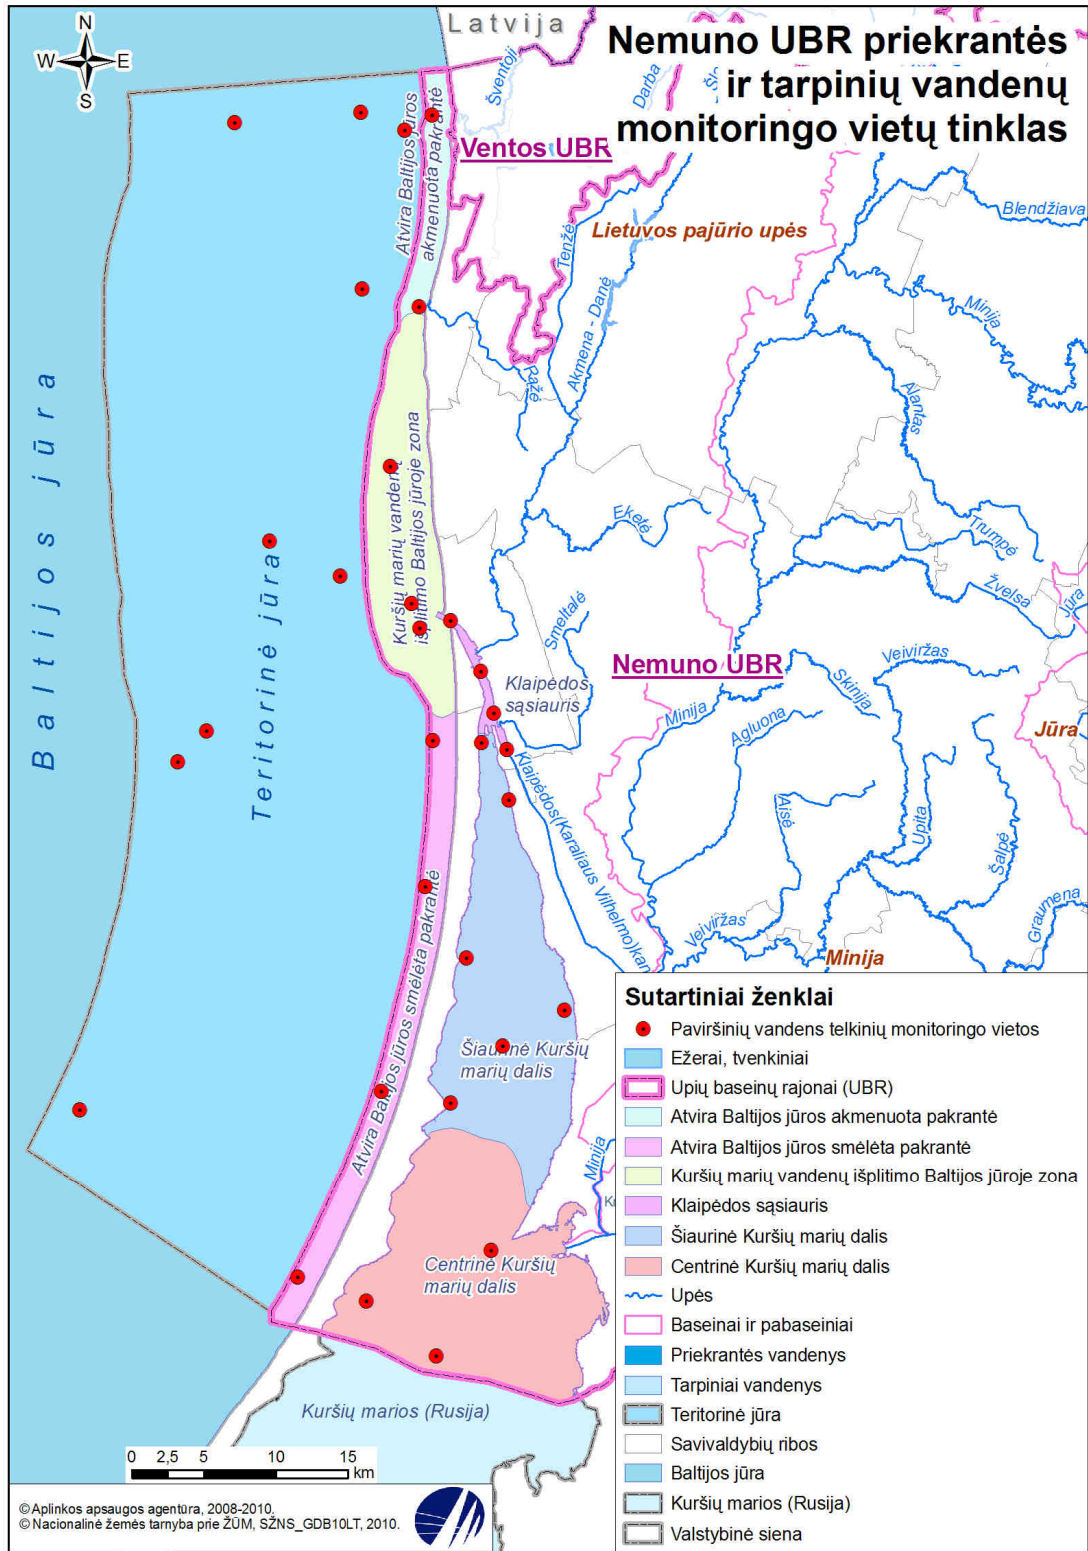 Nemuno UBR priekrantės
ir tarpinių vandenų
monitoringo vietų tinklas
Latvija
N
W
E
S
Šventoji
Darba
Ventos UBR
Atvira Baltijos jūros
akmenuota pakrantė
Lietuvos pajūrio upės
Tenžė
Akmena - Danė
Blendžiava
Minija
Ražė
Alantas
Baltijos jūra
Teritorinė jūra
Kuršių marių vandenų
išplitimo Baltijos jūroje zona
Eketė
Trumpė
Žvelsa
Jūra
Smeltalė
Nemuno UBR
Veiviržas
Skinija
Klaipėdos
sąsiauris
Minija
Agluona
Jūra
Klaipėdos(Karaliaus Vilhelmo)kan
Aisė
Upita
Šalpė
Graumena
Veiviržas
Minija
Atvira Baltijos jūros smėlėta pakrantė
Šiaurinė Kuršių
marių dalis
Minija
Centrinė Kuršių
marių dalis
Kuršių marios (Rusija)
Sutartiniai ženklai
Paviršinių vandens telkinių monitoringo vietos
Ežerai, tvenkiniai
Upių baseinų rajonai (UBR)
Atvira Baltijos jūros akmenuota pakrantė
Atvira Baltijos jūros smėlėta pakrantė
Kuršių marių vandenų išplitimo Baltijos jūroje zona
Klaipėdos sąsiauris
Šiaurinė Kuršių marių dalis
Centrinė Kuršių marių dalis
Upės
Baseinai ir pabaseiniai
Priekrantės vandenys
Tarpiniai vandenys
Teritorinė jūra
Savivaldybių ribos
Baltijos jūra
Kuršių marios (Rusija)
Valstybinė siena
0 2,5 5 10 15
km
© Aplinkos apsaugos agentūra, 2008-2010.
© Nacionalinė žemės tarnyba prie ŽŪM, SŽNS_GDB10LT, 2010.